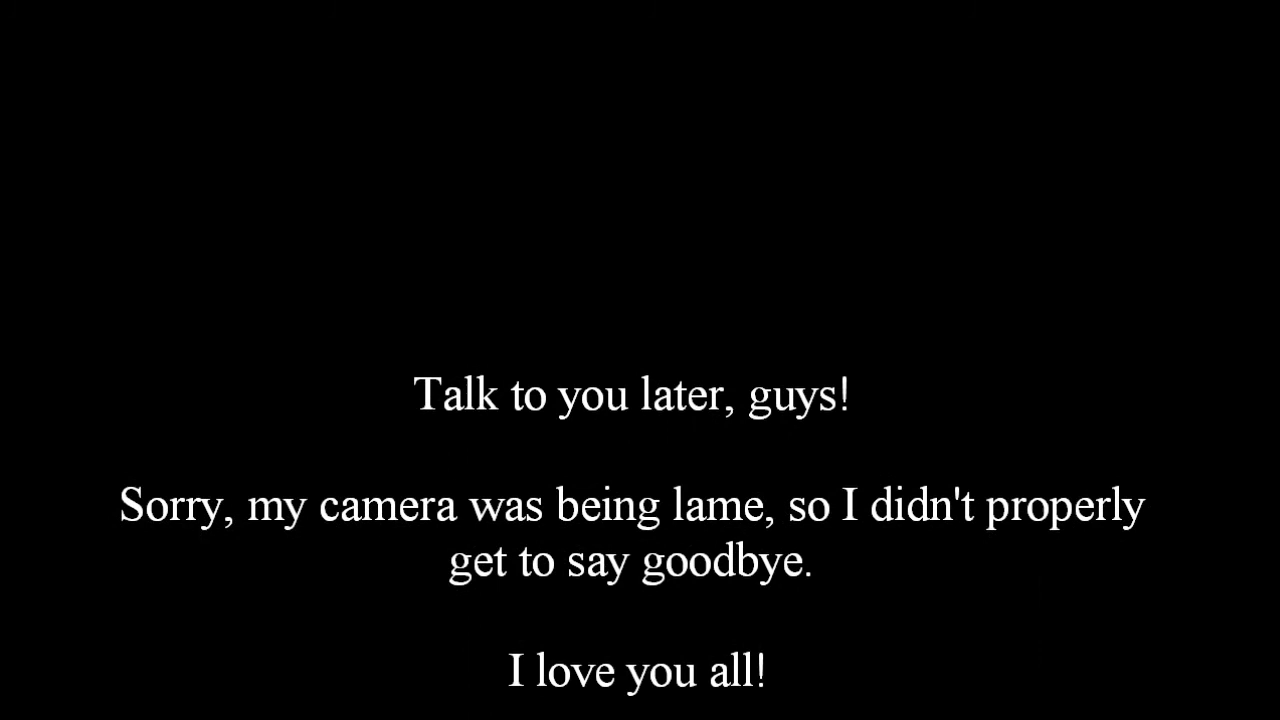 Talk to you later, guys!
Sorry, my camera was being lame, so I didn't properly
get to say goodbye.
I love you all!